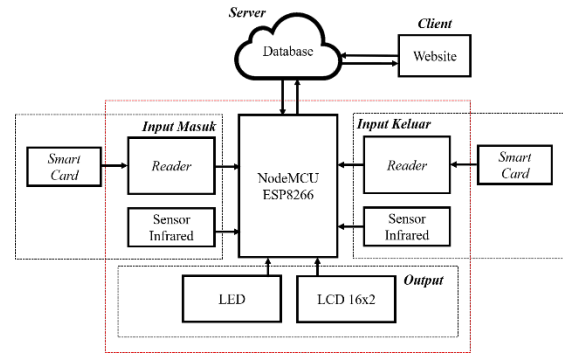 Server
Database
Client
Website
Input Masuk
Smart
Card
Reader
Sensor
Infrared
NodeMCU
ESP8266
Input Keluar
Reader
Smart
Card
Sensor
Infrared
Output
LED
LCD 16x2